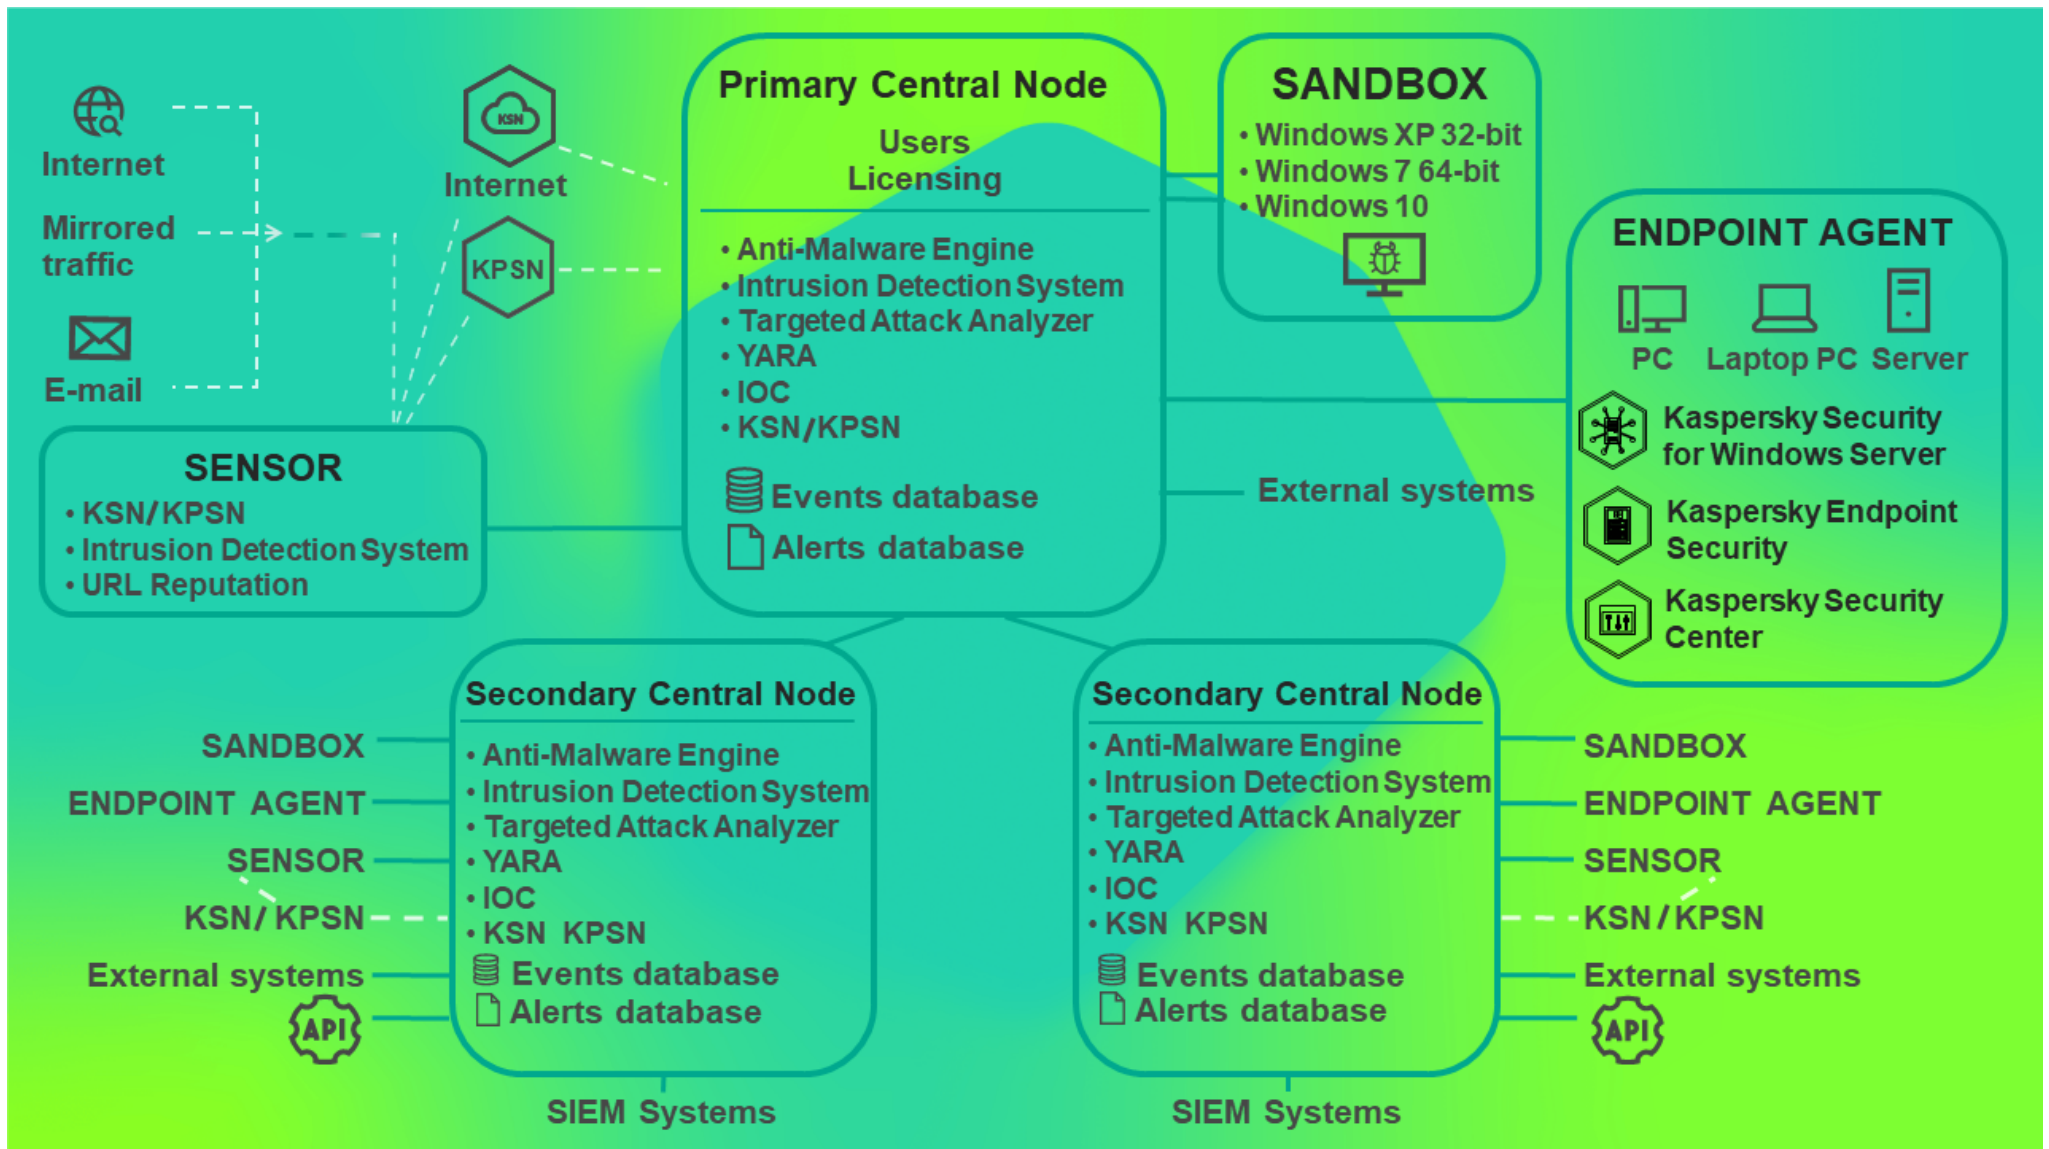 Internet
Mirrored
traffic
E-mail
KSN
Internet
KPSN
SENSOR
• KSN/KPSN
• Intrusion Detection System
• URL Reputation
Primary Central Node
Users
Licensing
• Anti-Malware Engine
• Intrusion Detection System
• Targeted Attack Analyzer
• YARA
• IOC
• KSN/KPSN
Events database
Alerts database
SANDBOX
• Windows XP 32-bit
• Windows 7 64-bit
• Windows 10
External systems
ENDPOINT AGENT
PC Laptop PC Server
Kaspersky Security
for Windows Server
Kaspersky Endpoint
Security
Kaspersky Security
Center
SANDBOX
ENDPOINT AGENT
SENSOR
KSN/ KPSN
External systems
API
Secondary Central Node
• Anti-Malware Engine
• Intrusion Detection System
• Targeted Attack Analyzer
• YARA
• IOC
• KSN KPSN
Events database
Alerts database
SIEM Systems
Secondary Central Node
• Anti-Malware Engine
• Intrusion Detection System
• Targeted Attack Analyzer
• YARA
• IOC
• KSN KPSN
Events database
Alerts database
SIEM Systems
SANDBOX
ENDPOINT AGENT
SENSOR
KSN/KPSN
External systems
API